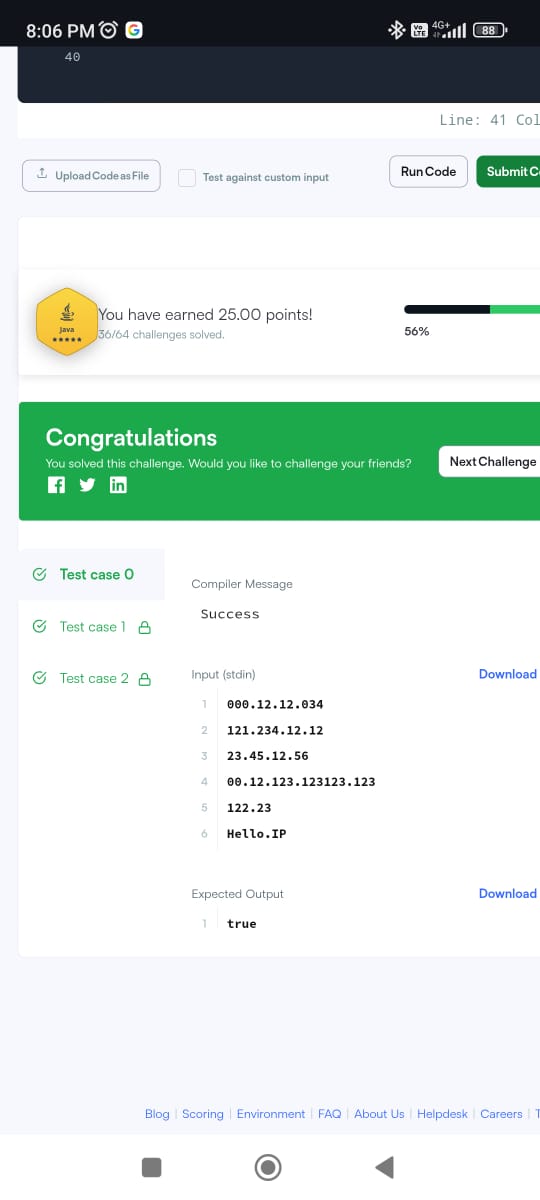 8:06 PM
Vo LTE 4G+ 88
40
Line: 41 Col
Upload Code as File
Test against custom input
Run Code
Submit C
Java
You have earned 25.00 points!
36/64 challenges solved.
56%
Congratulations
You solved this challenge. Would you like to challenge your friends?
Next Challenge
Test case 0
Test case 1
Test case 2
Compiler Message
Success
Input (stdin)
Download
1 000.12.12.034
2 121.234.12.12
3 23.45.12.56
4 00.12.123.123123.123
5 122.23
6 Hello.IP
Expected Output
Download
1 true
Blog | Scoring | Environment | FAQ | About Us | Helpdesk | Careers | T